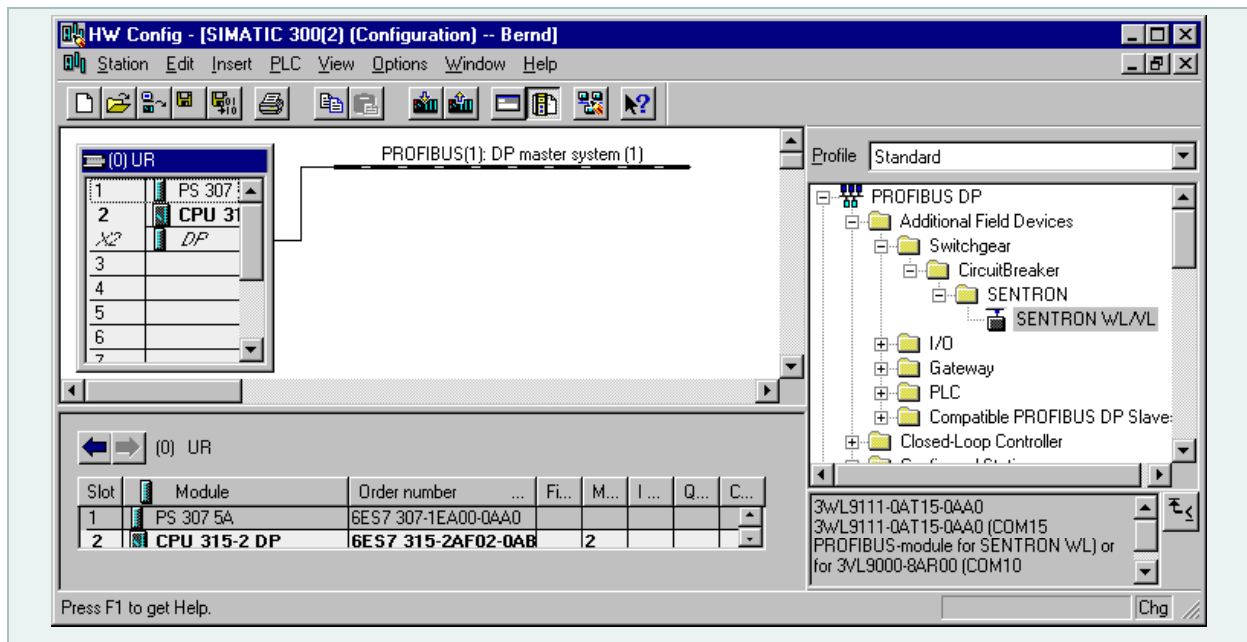 HW Config - [SIMATIC 300(2) (Configuration) -- Bernd]
Station Edit Insert PLC View Options Window Help
(0) UR
1 PS 307
2 CPU 31
X2 DP
3
4
5
6
7
PROFIBUS(1): DP master system (1)
Profile Standard
PROFIBUS DP
Additional Field Devices
Switchgear
CircuitBreaker
SENTRON
SENTRON WL/VL
I/O
Gateway
PLC
Compatible PROFIBUS DP Slave
Closed-Loop Controller
(0) UR
Slot Module Order number ... Fi... M... I ... Q... C...
1 PS 307 5A 6ES7 307-1EA00-0AA0
2 CPU 315-2 DP 6ES7 315-2AF02-0AB 2
3WL9111-0AT15-0AA0
3WL9111-0AT15-0AA0 (COM15
PROFIBUS-module for SENTRON WL) or
for 3VL9000-8AR00 (COM10
Press F1 to get Help.
Chg